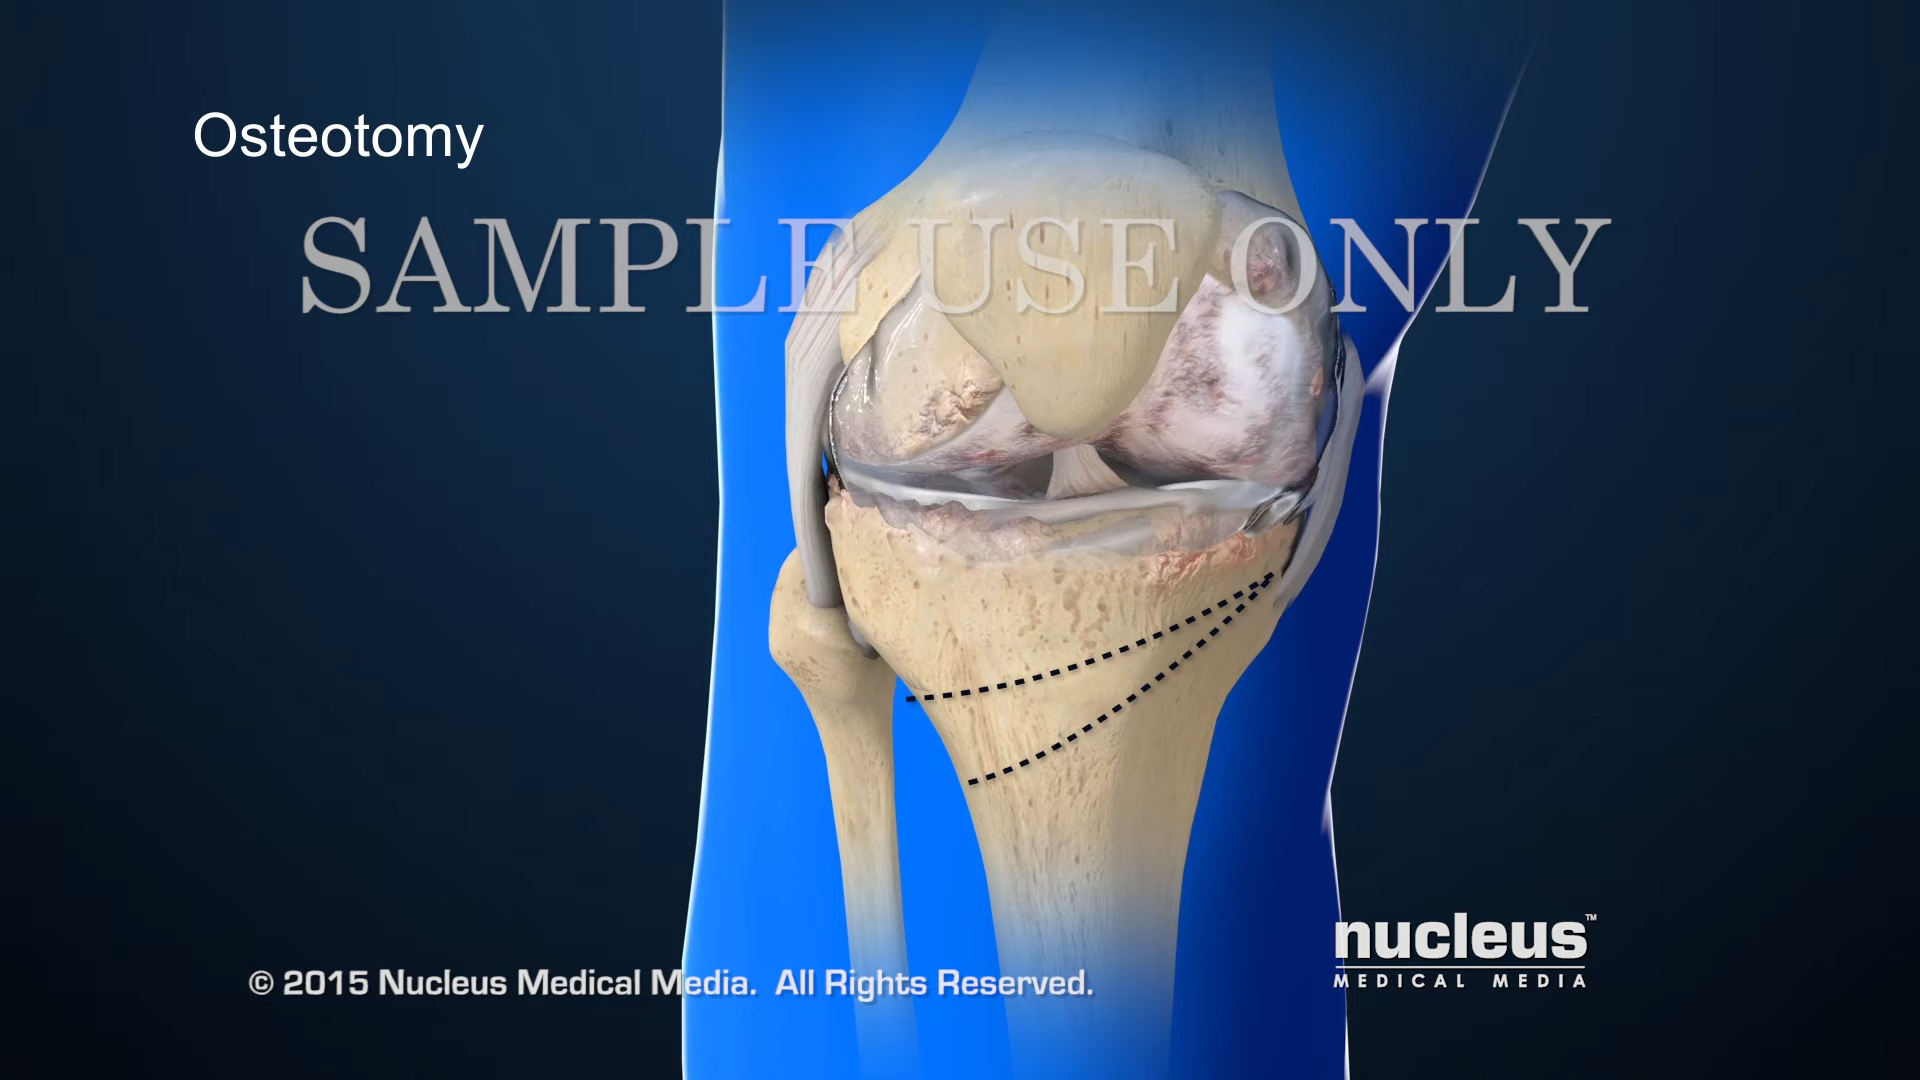 Osteotomy
SAMPLE USE ONLY
nucleus™
MEDICAL MEDIA
© 2015 Nucleus Medical Media. All Rights Reserved.